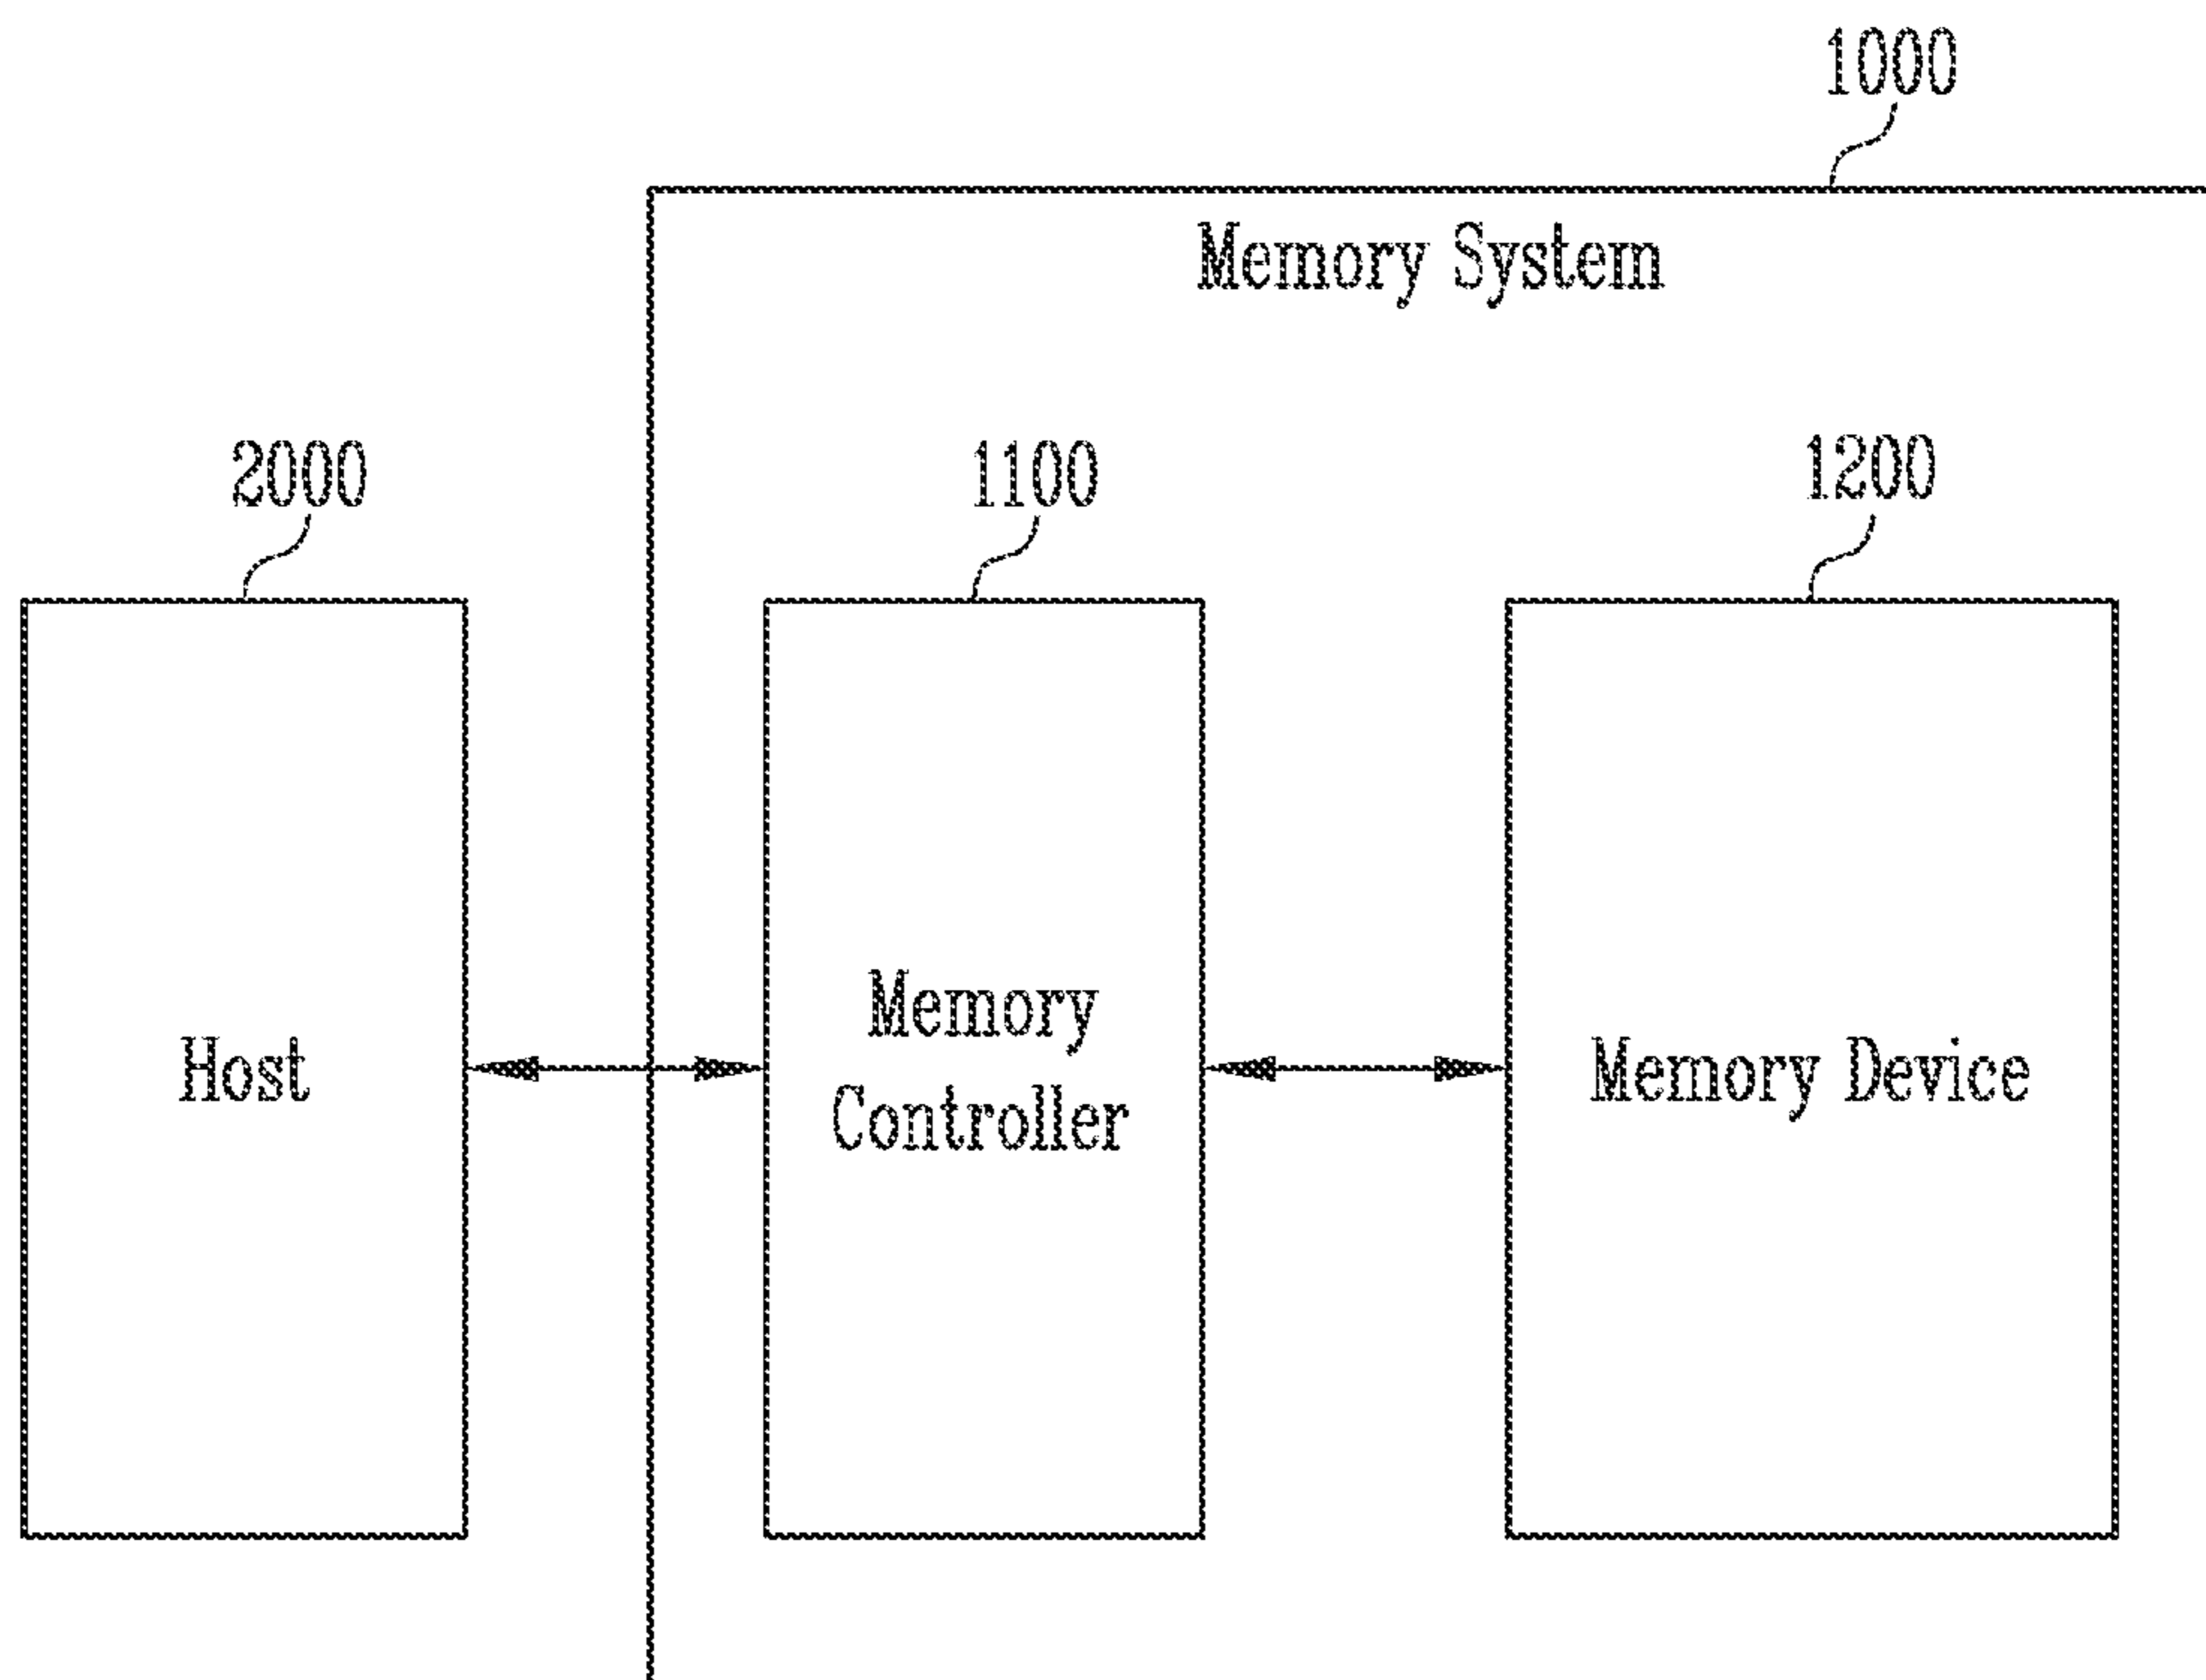 1000
Memory System
2000
1100
1200
Host
Memory
Controller
Memory Device